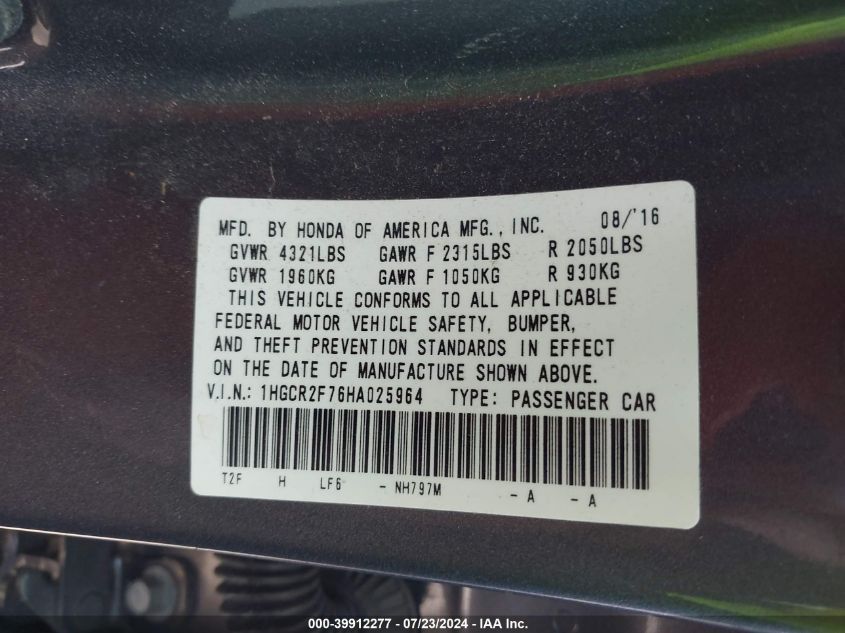 MFD. BY HONDA OF AMERICA MFG., INC. 08/'16
GVWR 4321LBS GAWR F 2315LBS R 2050LBS
GVWR 1960KG GAWR F 1050KG R 930KG
THIS VEHICLE CONFORMS TO ALL APPLICABLE
FEDERAL MOTOR VEHICLE SAFETY, BUMPER,
AND THEFT PREVENTION STANDARDS IN EFFECT
ON THE DATE OF MANUFACTURE SHOWN ABOVE.
V.I.N.: 1HGCR2F76HA025964 TYPE: PASSENGER CAR
T2F H LF6 - NH797M - A - A
000-39912277 - 07/23/2024 - IAA Inc.